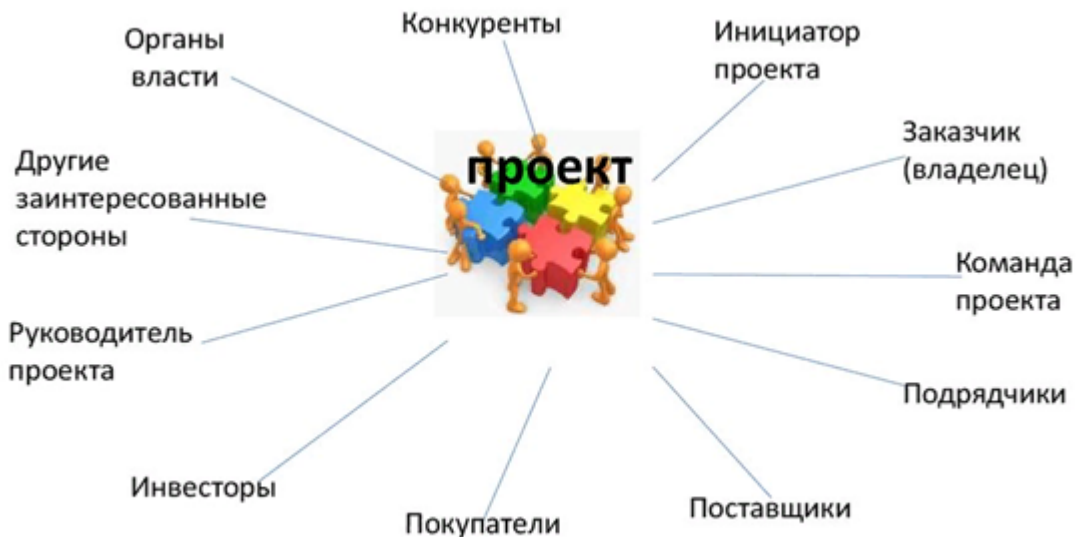 Конкуренты
Органы
власти
Инициатор
проекта
Заказчик
(владелец)
Другие
заинтересованные
стороны
проект
Команда
проекта
Руководитель
проекта
Подрядчики
Инвесторы
Покупатели
Поставщики